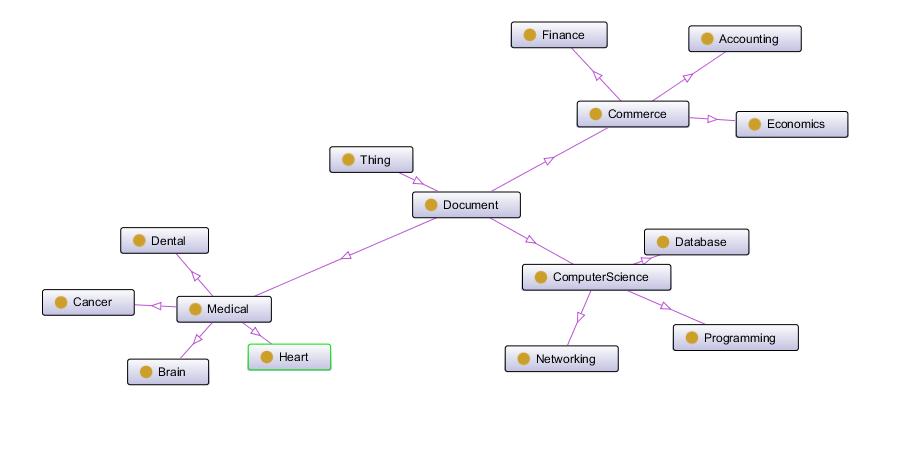 Finance
Accounting
Commerce
Economics
Thing
Document
Dental
Database
ComputerScience
Cancer
Medical
Programming
Heart
Networking
Brain